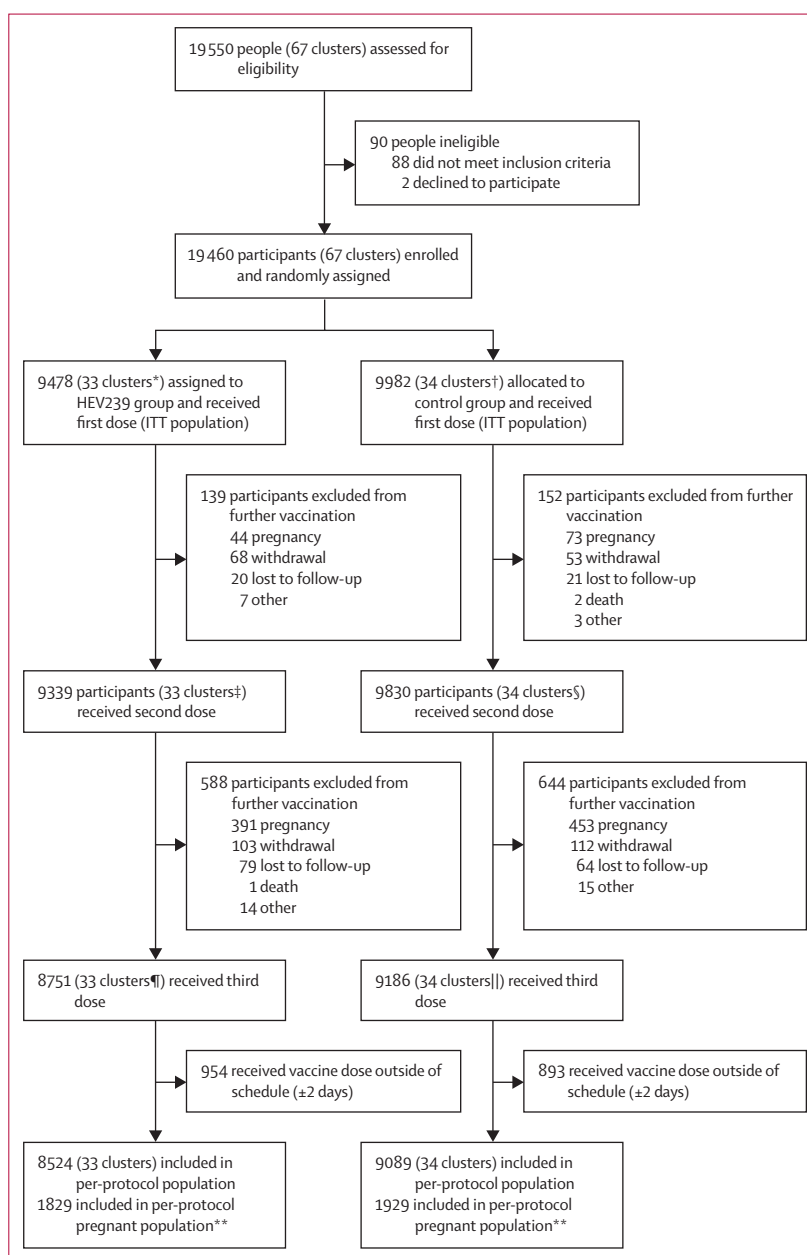 19 550 people (67 clusters) assessed for
eligibility
90 people ineligible
88 did not meet inclusion criteria
2 declined to participate
19 460 participants (67 clusters) enrolled
and randomly assigned
9478 (33 clusters*) assigned to
HEV239 group and received
first dose (ITT population)
9982 (34 clusters†) allocated to
control group and received
first dose (ITT population)
139 participants excluded from
further vaccination
44 pregnancy
68 withdrawal
20 lost to follow-up
7 other
152 participants excluded from further
vaccination
73 pregnancy
53 withdrawal
21 lost to follow-up
2 death
3 other
9339 participants (33 clusters‡)
received second dose
9830 participants (34 clusters§)
received second dose
588 participants excluded from
further vaccination
391 pregnancy
103 withdrawal
79 lost to follow-up
1 death
14 other
644 participants excluded from
further vaccination
453 pregnancy
112 withdrawal
64 lost to follow-up
15 other
8751 (33 clusters¶) received third
dose
9186 (34 clusters||) received third
dose
954 received vaccine dose outside of
schedule (±2 days)
893 received vaccine dose outside of
schedule (±2 days)
8524 (33 clusters) included in
per-protocol population
1829 included in per-protocol
pregnant population**
9089 (34 clusters) included in
per-protocol population
1929 included in per-protocol
pregnant population**